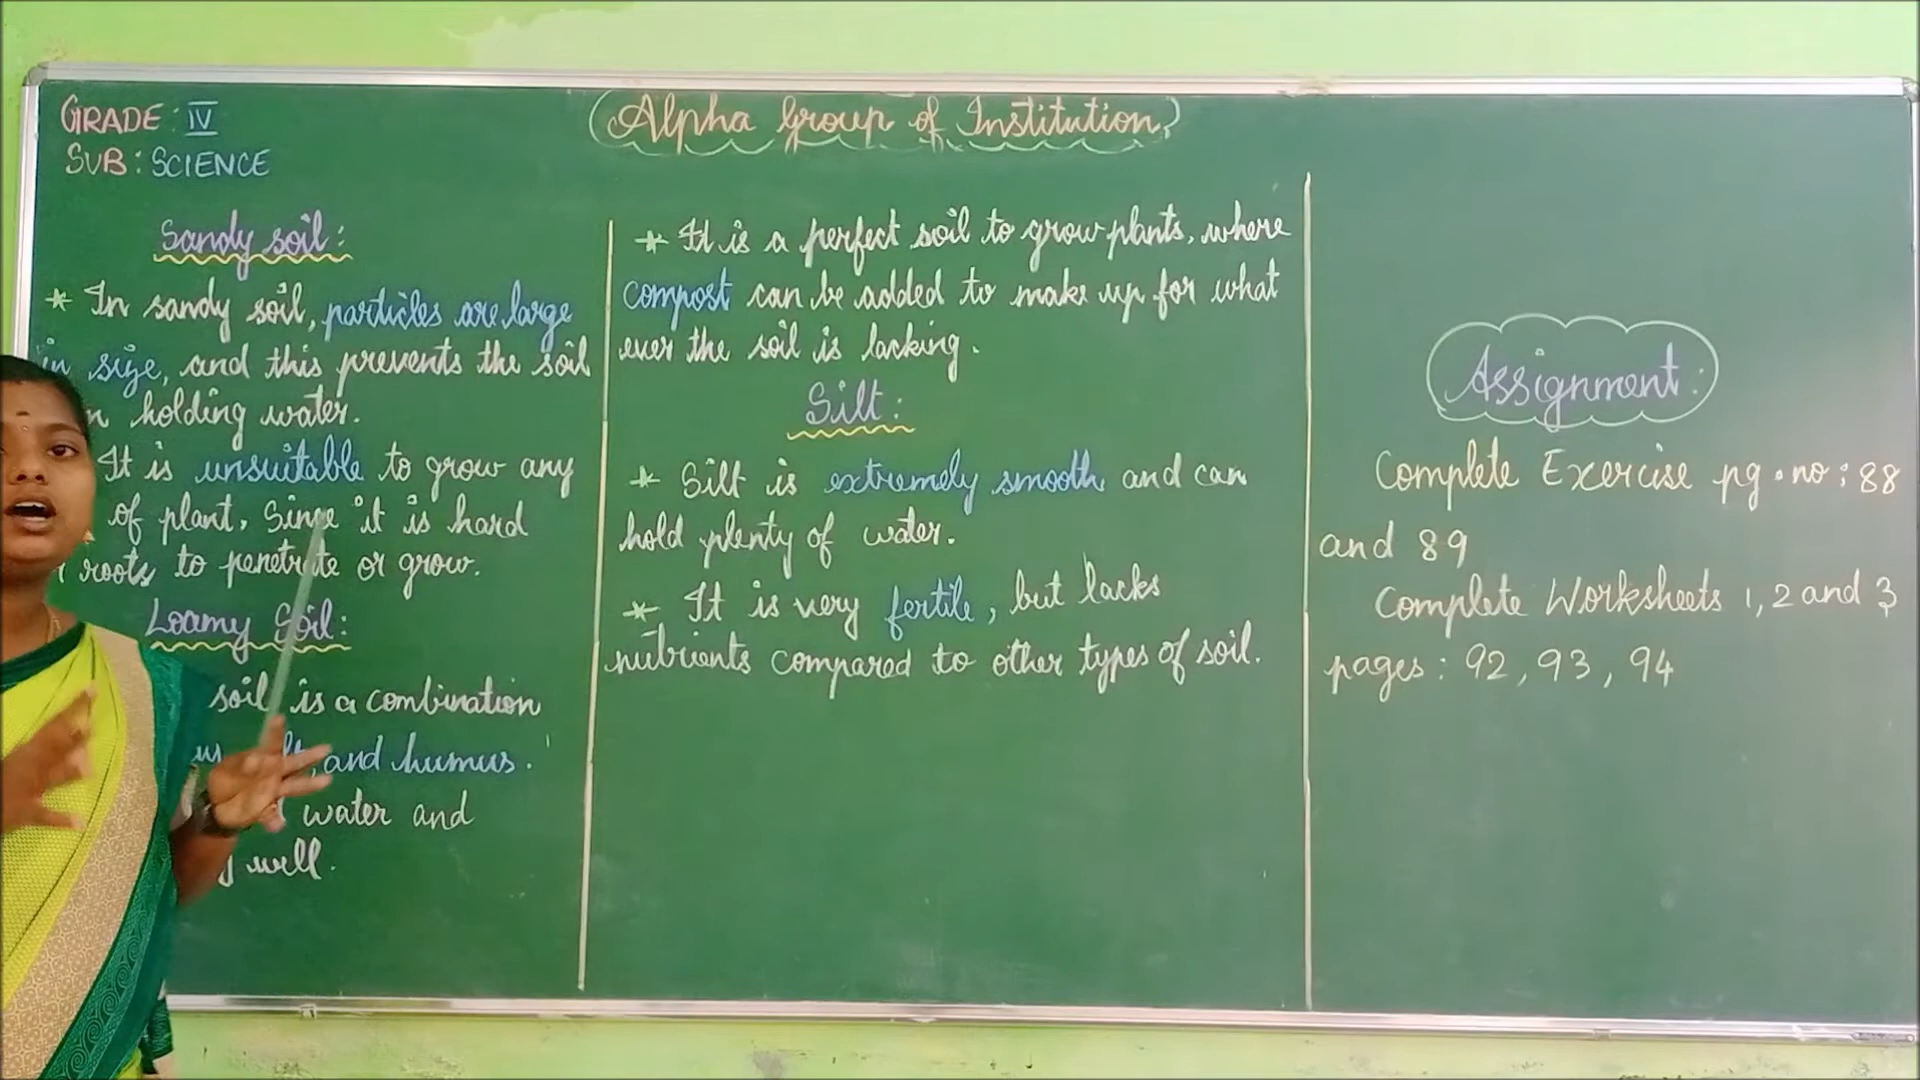 GRADE : IV
SUB : SCIENCE
Alpha Group of Institution
Sandy soil :
* In sandy soil, particles are large
in size, and this prevents the soil
holding water.
It is unsuitable to grow any
of plant. Since it is hard
roots to penetrate or grow.
Loamy Soil :
soil is a combination
and humus.
water and
well.
* It is a perfect soil to grow plants, where
compost can be added to make up for what
ever the soil is lacking.
Silt :
* Silt is extremely smooth and can
hold plenty of water.
* It is very fertile, but lacks
nutrients compared to other types of soil.
Assignment :
Complete Exercise pg.no : 88
and 89
Complete Worksheets 1, 2 and 3
pages : 92, 93, 94